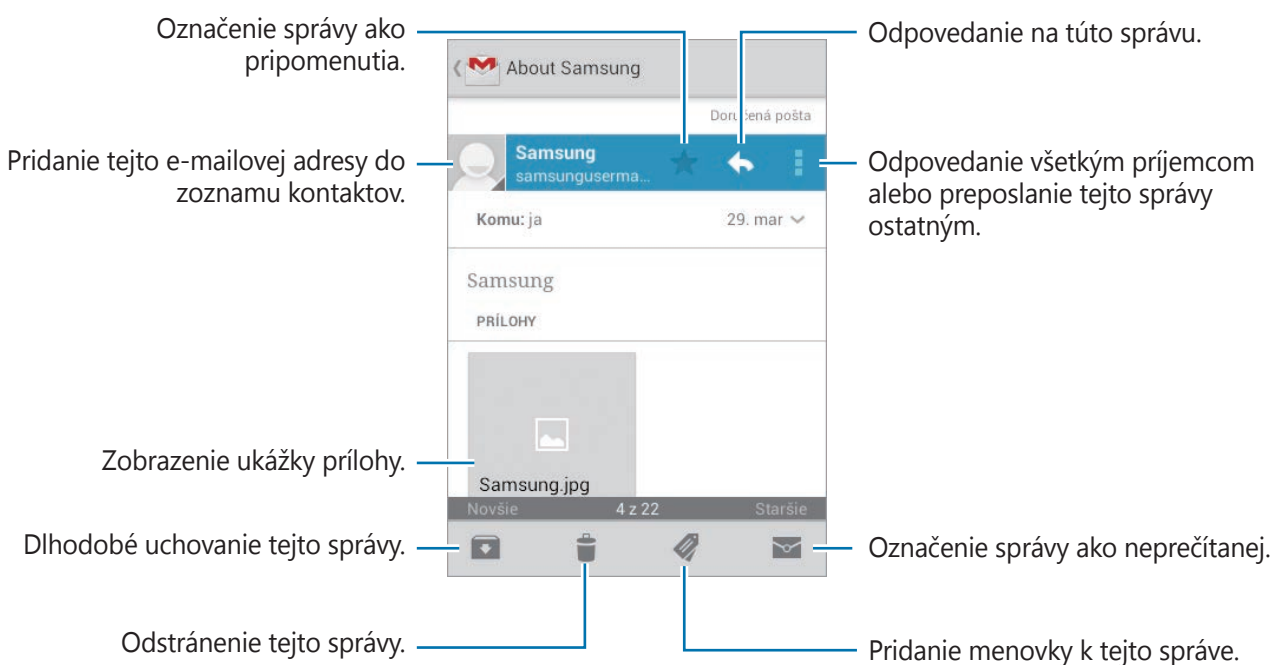 Označenie správy ako
pripomenutia.
Odpovedanie na túto správu.
About Samsung
Doručená pošta
Pridanie tejto e-mailovej adresy do
zoznamu kontaktov.
Samsung
samsunguserma...
Odpovedanie všetkým príjemcom
alebo preposlanie tejto správy
ostatným.
Komu: ja
29. mar
Samsung
PRÍLOHY
Zobrazenie ukážky prílohy.
Samsung.jpg
Novšie 4 z 22 Staršie
Dlhodobé uchovanie tejto správy.
Označenie správy ako neprečítanej.
Odstránenie tejto správy.
Pridanie menovky k tejto správe.